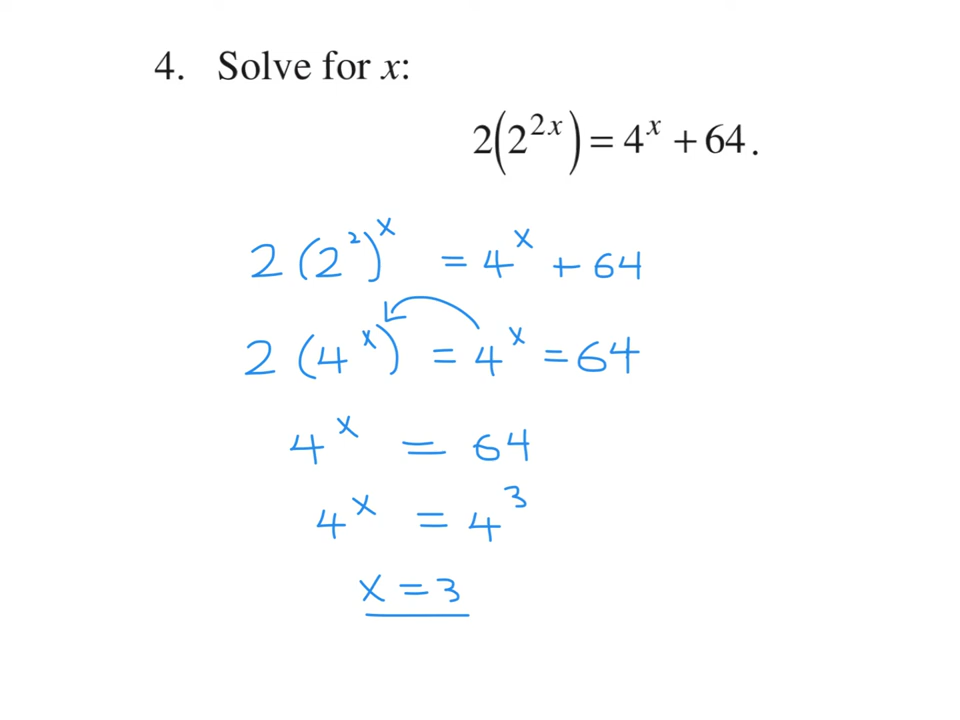 4. Solve for x:
2(2^{2x}) = 4^x + 64.
2 (2^2)^x = 4^x + 64
2 (4^x) = 4^x = 64
4^x = 64
4^x = 4^3
x = 3